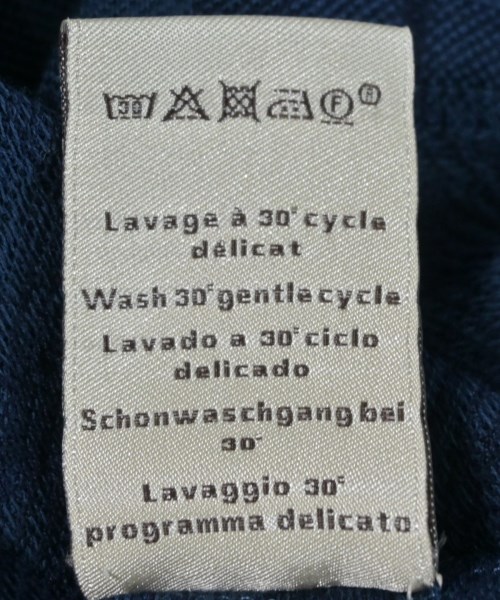 30 F R
Lavage à 30° cycle
délicat
Wash 30° gentle cycle
Lavado a 30° ciclo
delicado
Schonwaschgang bei
30°
Lavaggio 30°
programma delicato